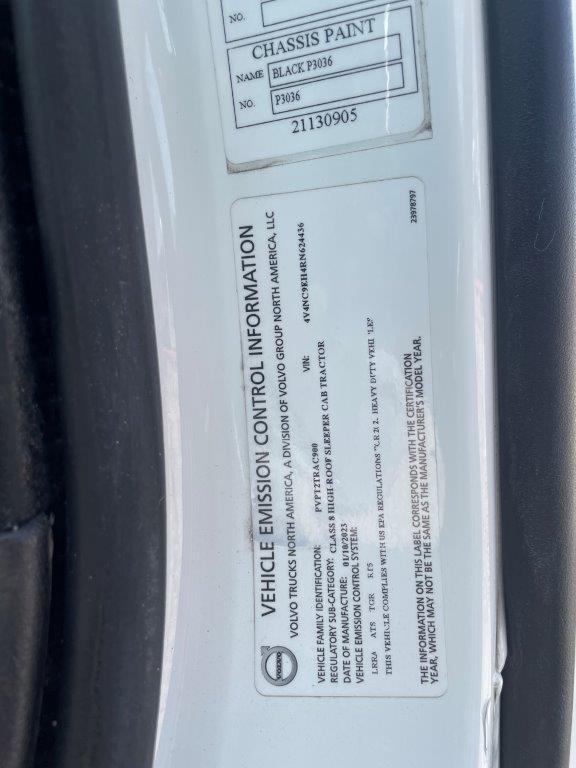 NO.
CHASSIS PAINT
NAME BLACK P3036
NO. P3036
21130905
VEHICLE EMISSION CONTROL INFORMATION
VOLVO TRUCKS NORTH AMERICA, A DIVISION OF VOLVO GROUP NORTH AMERICA, LLC
VIN: 4V4NC9EH4RN624436
VEHICLE FAMILY IDENTIFICATION: PVPT2TRAC900
REGULATORY SUB-CATEGORY: CLASS 8 HIGH-ROOF SLEEPER CAB TRACTOR
DATE OF MANUFACTURE: 01/10/2023
VEHICLE EMISSION CONTROL SYSTEM:
LRRA ATS TGR
THIS VEHICLE COMPLIES WITH US EPA REGULATIONS HEAVY DUTY
THE INFORMATION ON THIS LABEL CORRESPONDS WITH THE CERTIFICATION
YEAR, WHICH MAY NOT BE THE SAME AS THE MANUFACTURER'S MODEL YEAR.
23978797
VOLVO